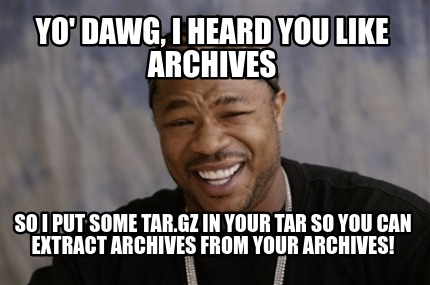 YO' DAWG, I HEARD YOU LIKE
ARCHIVES
SO I PUT SOME TAR.GZ IN YOUR TAR SO YOU CAN
EXTRACT ARCHIVES FROM YOUR ARCHIVES!